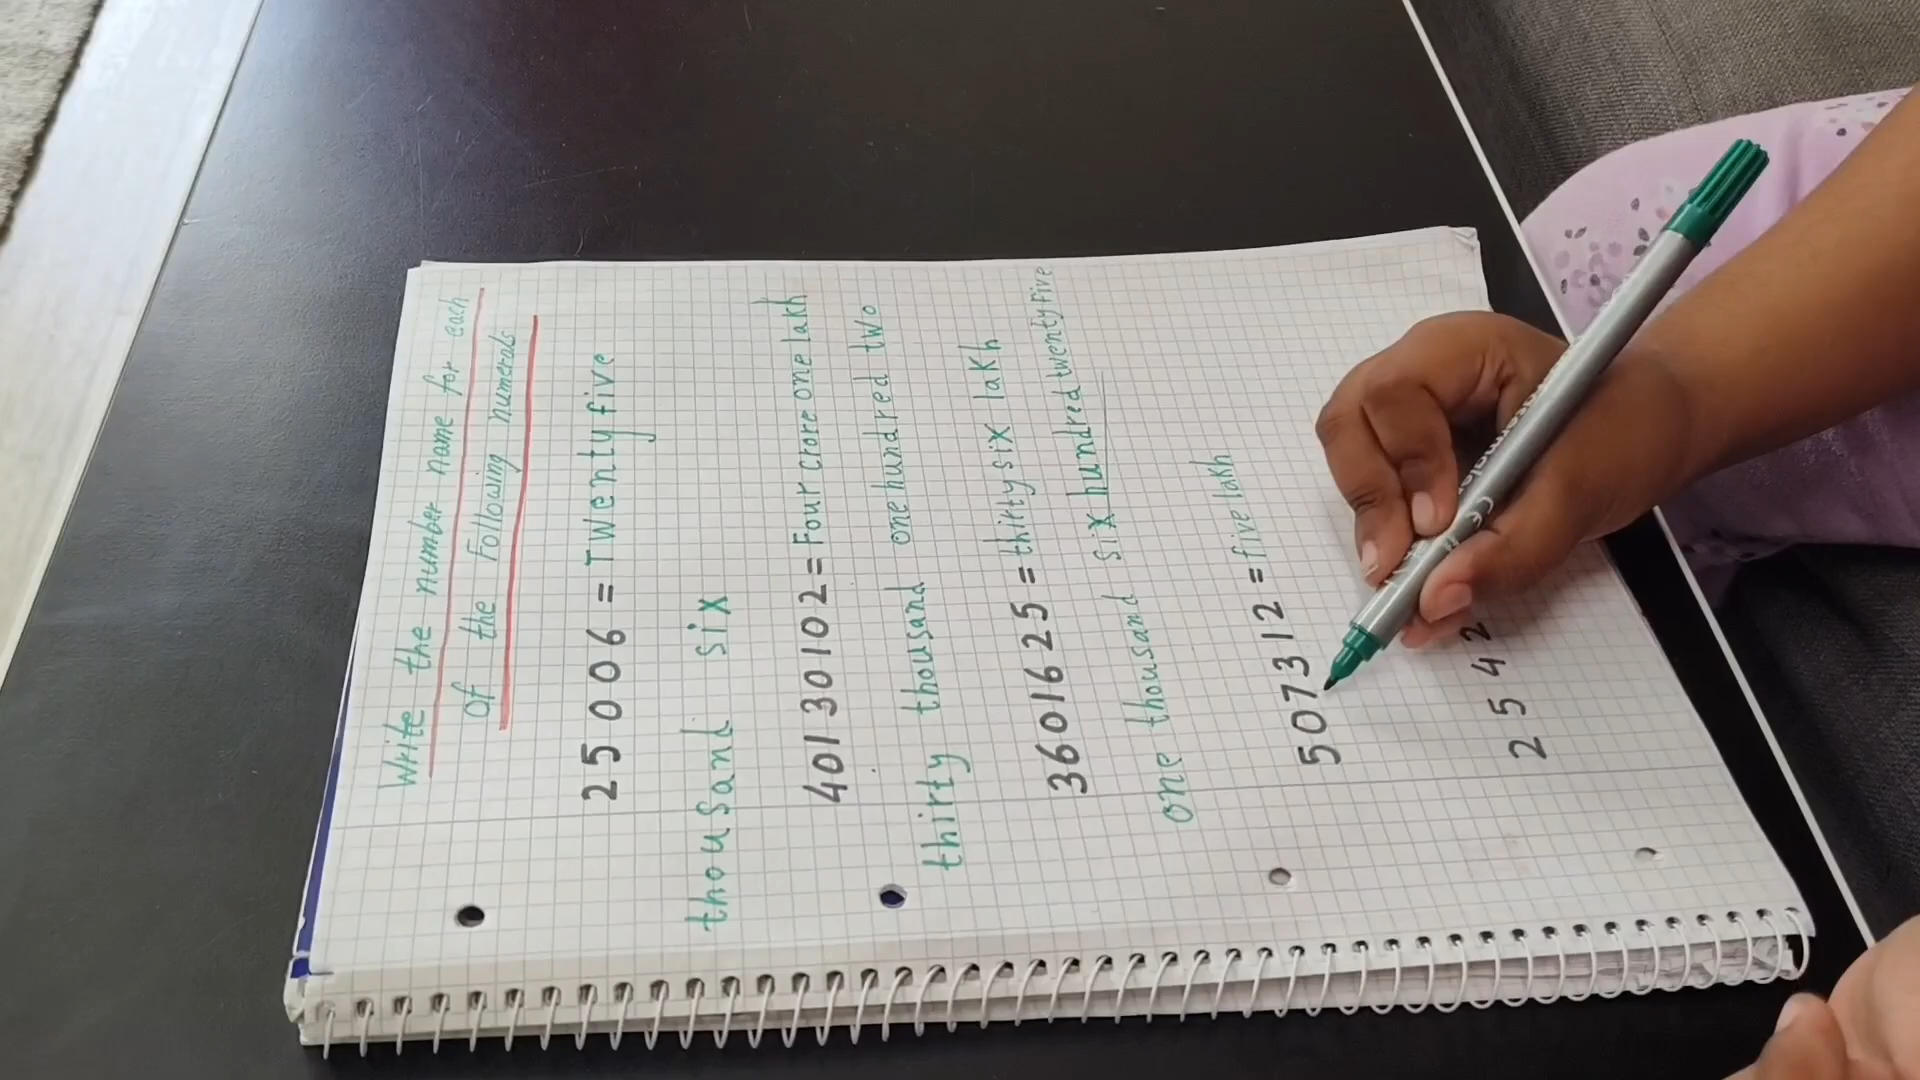 Write the number name for each
of the Following numerals
25006 = Twenty five
thousand six
40130102 = Four crore one lakh
thirty thousand one hundred two
3601625 = thirty six lakh
one thousand six hundred twenty five
507312 = five lakh
2542